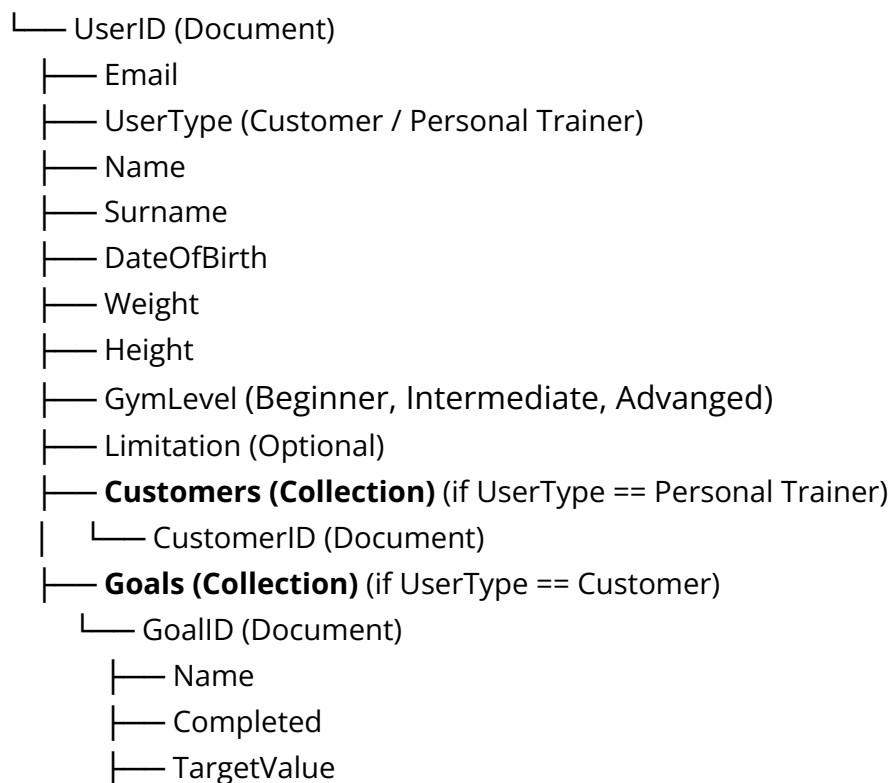 └── UserID (Document)
├── Email
├── UserType (Customer / Personal Trainer)
├── Name
├── Surname
├── DateOfBirth
├── Weight
├── Height
├── GymLevel (Beginner, Intermediate, Advanged)
├── Limitation (Optional)
├── Customers (Collection) (if UserType == Personal Trainer)
│ └── CustomerID (Document)
├── Goals (Collection) (if UserType == Customer)
└── GoalID (Document)
├── Name
├── Completed
├── TargetValue